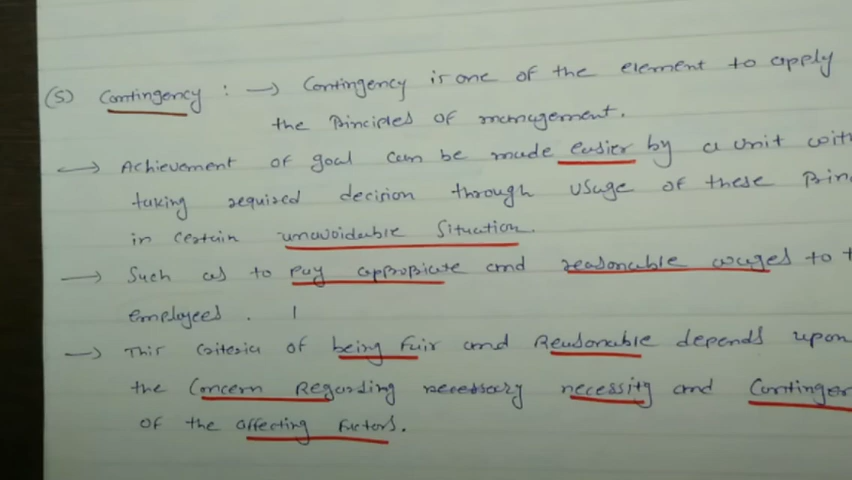 (5) Contingency : → Contingency is one of the element to apply
the Principles of management.
→ Achievement of goal can be made easier by a unit with
taking required decision through usage of these Prin
in certain unavoidable situation.
→ Such as to pay appropiate and reasonable wages to t
employees.
→ This criteria of being fair and Reasonable depends upon
the Concern Regarding necessary necessity and Contingen
of the affecting factors.